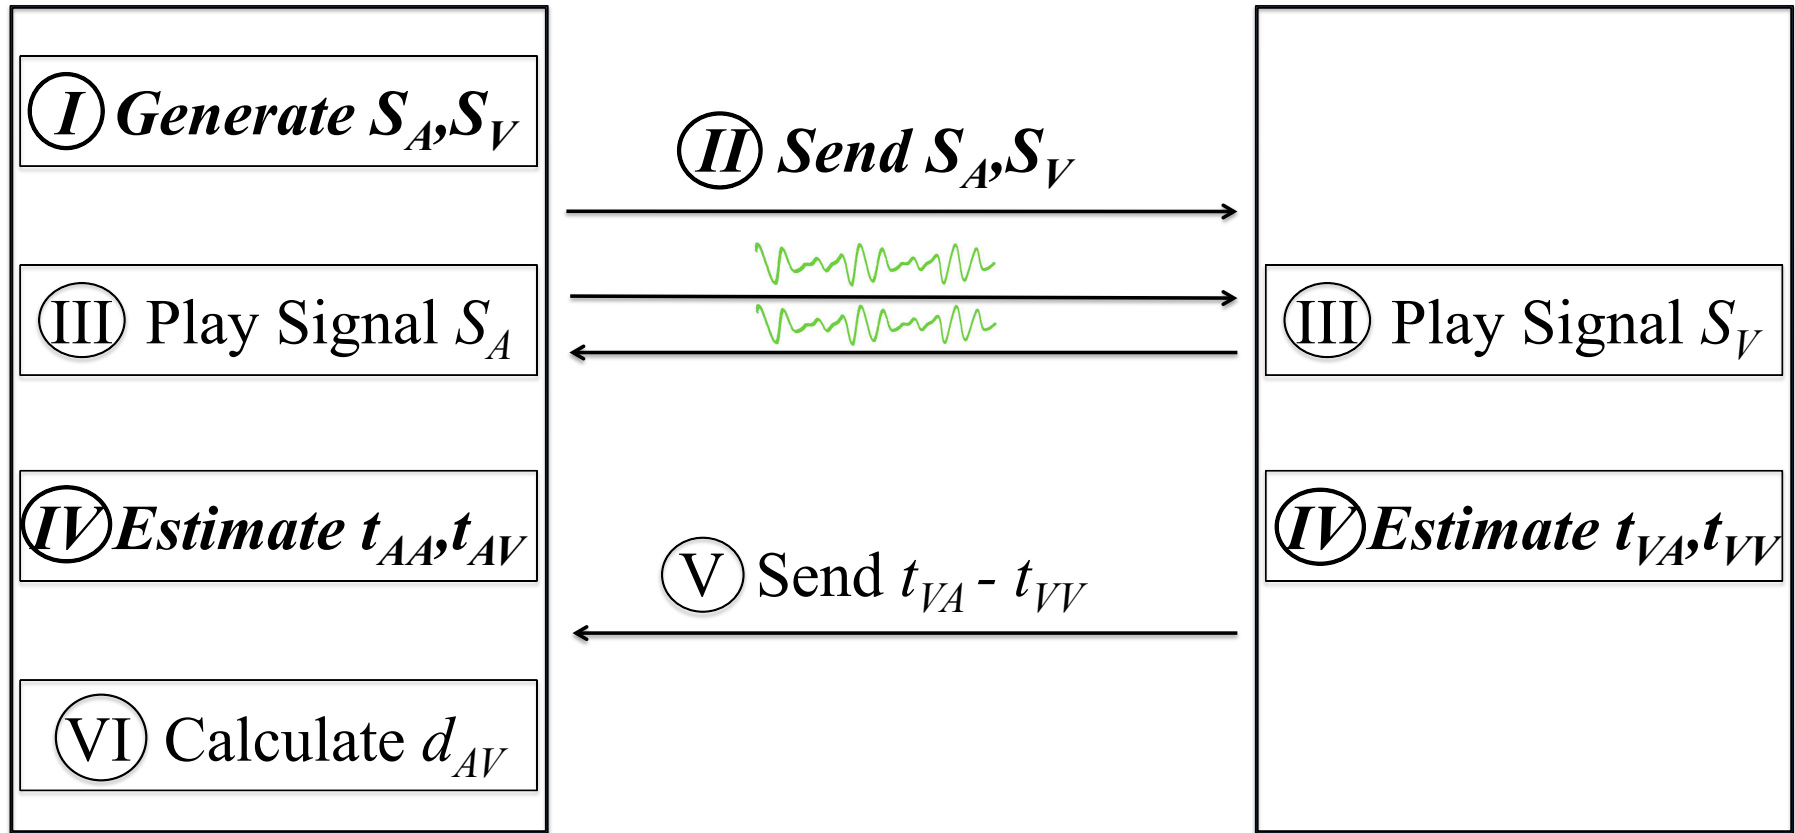 I Generate S_A,S_V
II Send S_A,S_V
III Play Signal S_A
III Play Signal S_V
IV Estimate t_AA,t_AV
IV Estimate t_VA,t_VV
V Send t_VA - t_VV
VI Calculate d_AV